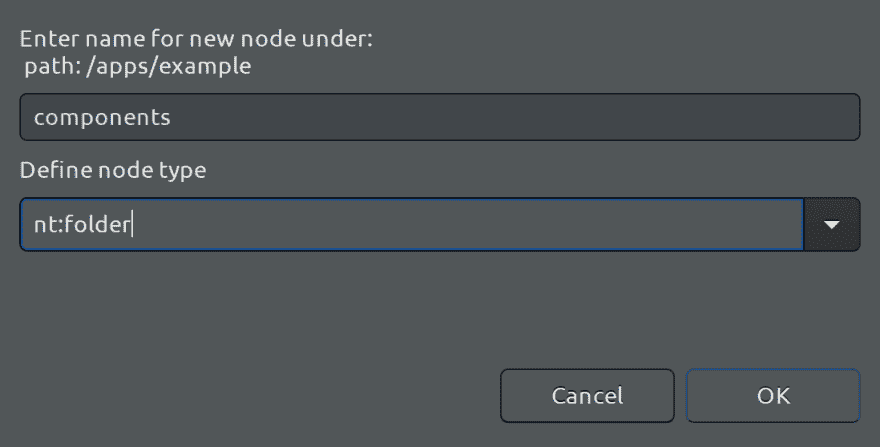 Enter name for new node under:
path: /apps/example
components
Define node type
nt:folder
Cancel
OK